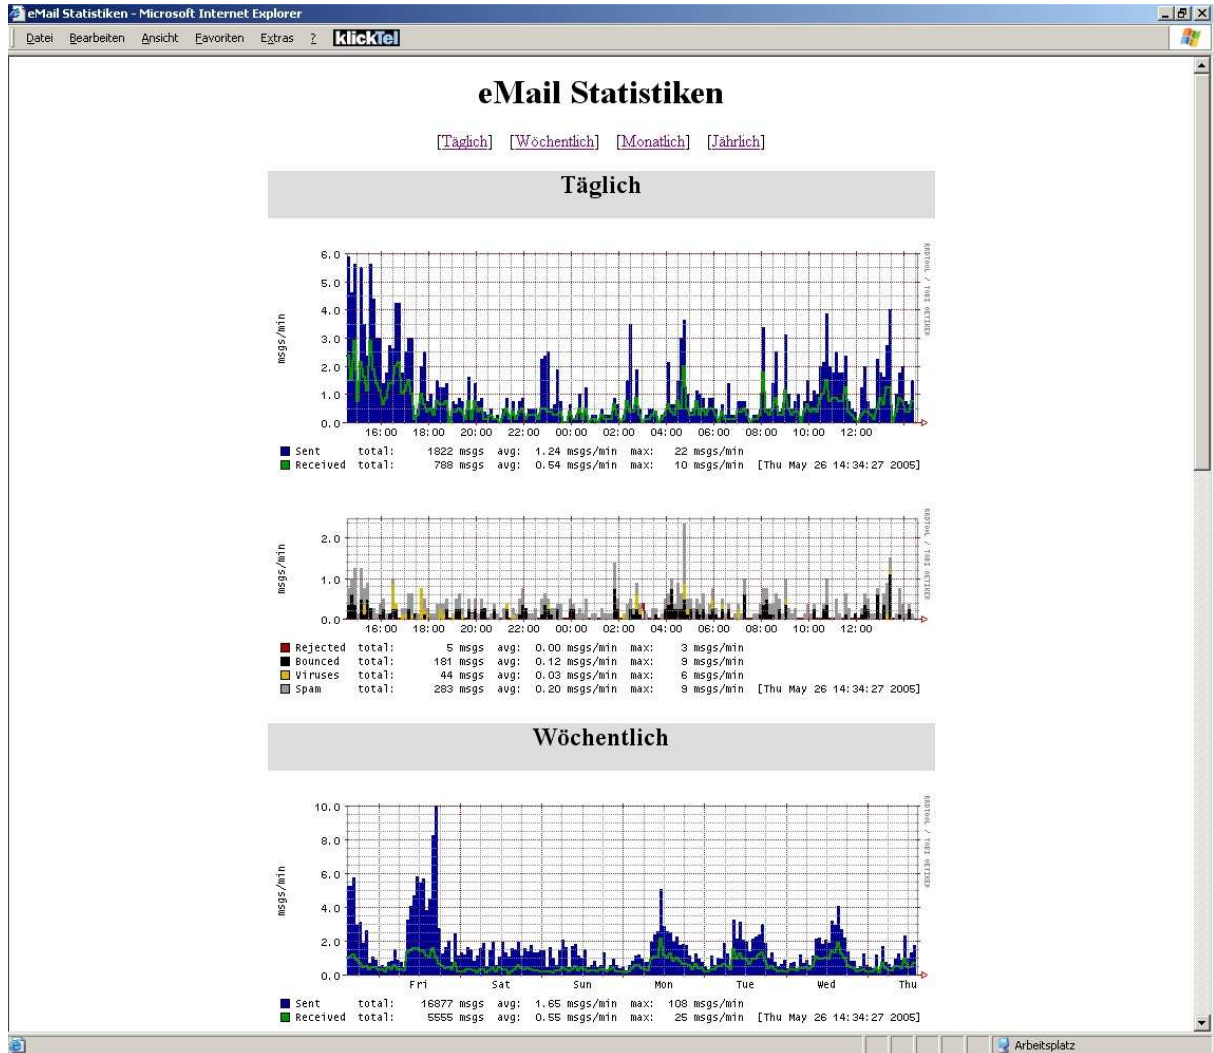 eMail Statistiken - Microsoft Internet Explorer
Datei Bearbeiten Ansicht Favoriten Extras ? klickTel
eMail Statistiken
[Täglich] [Wöchentlich] [Monatlich] [Jährlich]
Täglich
RRDTOOL / TOBI OETIKER
msgs/min
6.0
5.0
4.0
3.0
2.0
1.0
0.0
16:00 18:00 20:00 22:00 00:00 02:00 04:00 06:00 08:00 10:00 12:00
Sent total: 1822 msgs avg: 1.24 msgs/min max: 22 msgs/min
Received total: 788 msgs avg: 0.54 msgs/min max: 10 msgs/min [Thu May 26 14:34:27 2005]
RRDTOOL / TOBI OETIKER
msgs/min
2.0
1.0
0.0
16:00 18:00 20:00 22:00 00:00 02:00 04:00 06:00 08:00 10:00 12:00
Rejected total: 5 msgs avg: 0.00 msgs/min max: 3 msgs/min
Bounced total: 181 msgs avg: 0.12 msgs/min max: 9 msgs/min
Viruses total: 44 msgs avg: 0.03 msgs/min max: 6 msgs/min
Spam total: 283 msgs avg: 0.20 msgs/min max: 9 msgs/min [Thu May 26 14:34:27 2005]
Wöchentlich
RRDTOOL / TOBI OETIKER
msgs/min
10.0
8.0
6.0
4.0
2.0
0.0
Fri Sat Sun Mon Tue Wed Thu
Sent total: 16877 msgs avg: 1.65 msgs/min max: 108 msgs/min
Received total: 5555 msgs avg: 0.55 msgs/min max: 25 msgs/min [Thu May 26 14:34:27 2005]
Arbeitsplatz